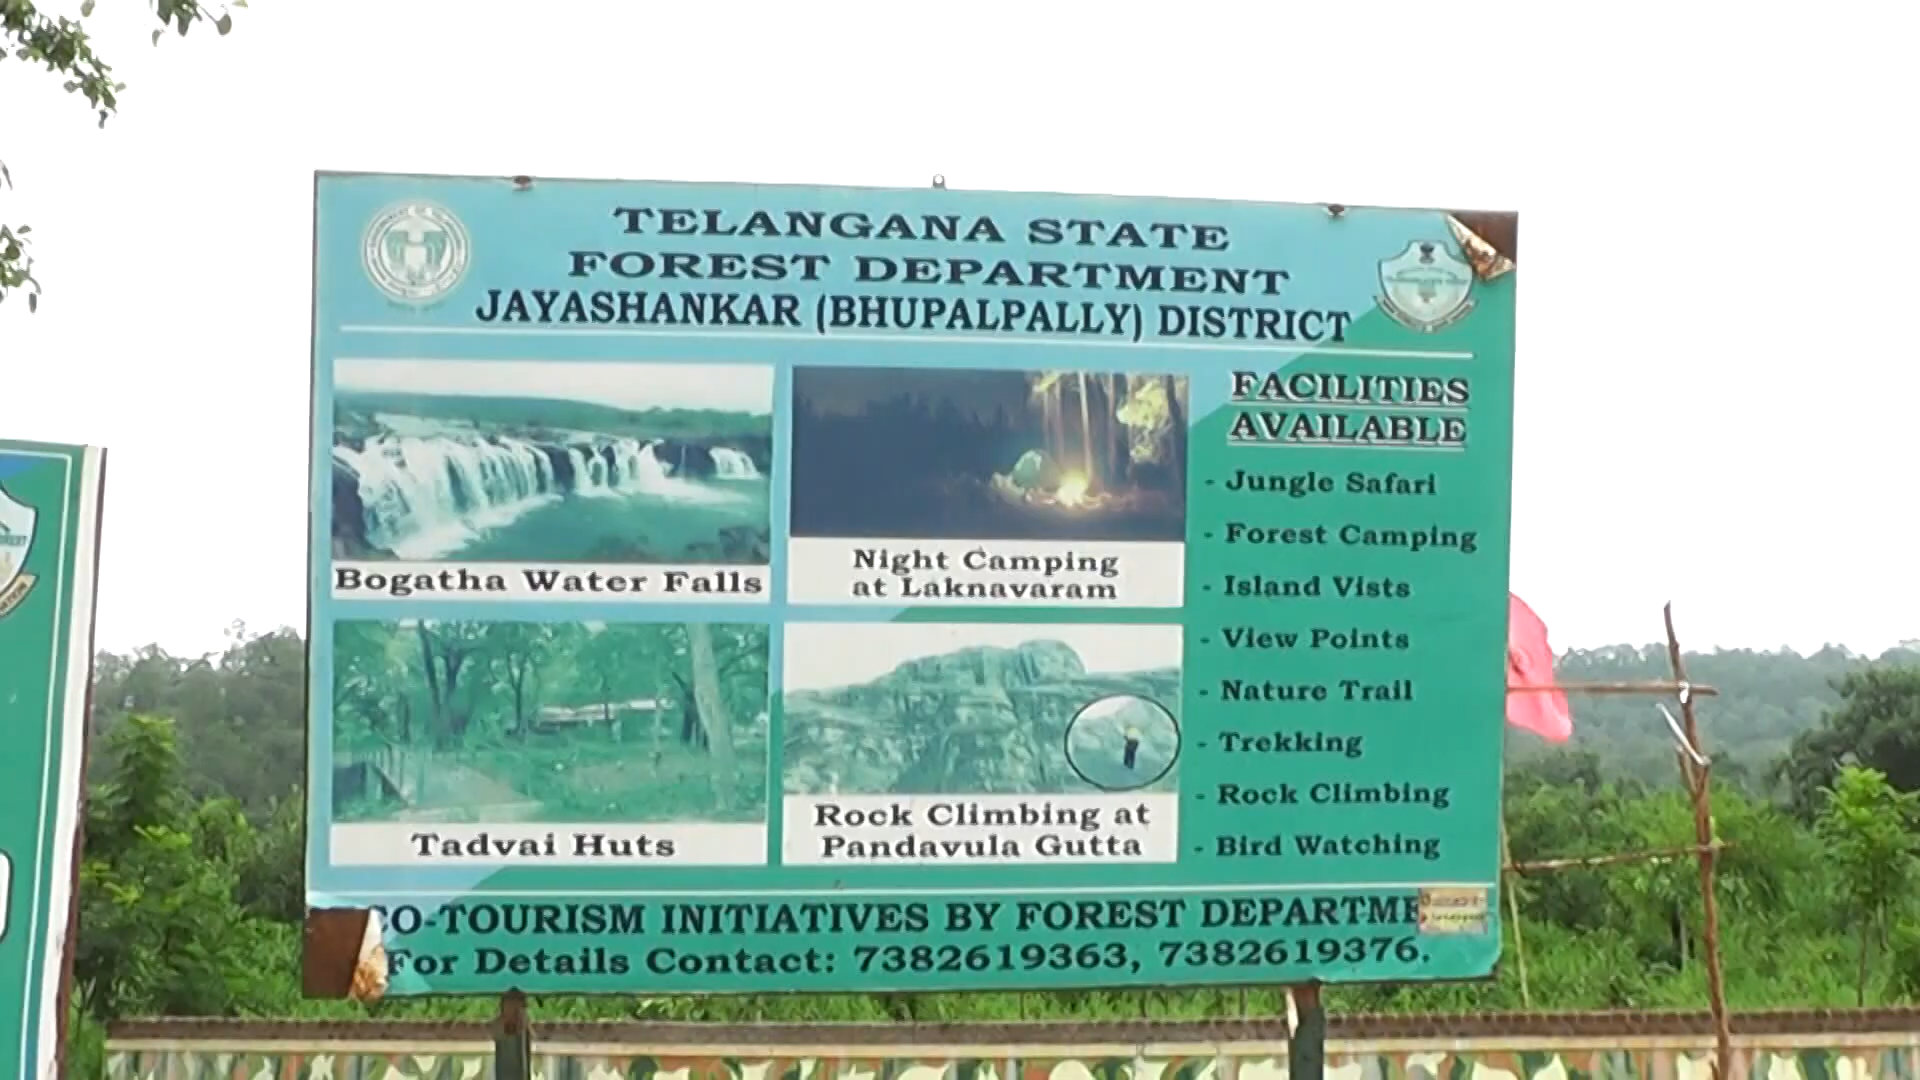 TELANGANA STATE
FOREST DEPARTMENT
JAYASHANKAR (BHUPALPALLY) DISTRICT
Bogatha Water Falls
Night Camping
at Laknavaram
Tadvai Huts
Rock Climbing at
Pandavula Gutta
FACILITIES
AVAILABLE
- Jungle Safari
- Forest Camping
- Island Vists
- View Points
- Nature Trail
- Trekking
- Rock Climbing
- Bird Watching
CO-TOURISM INITIATIVES BY FOREST DEPARTME
For Details Contact: 7382619363, 7382619376.